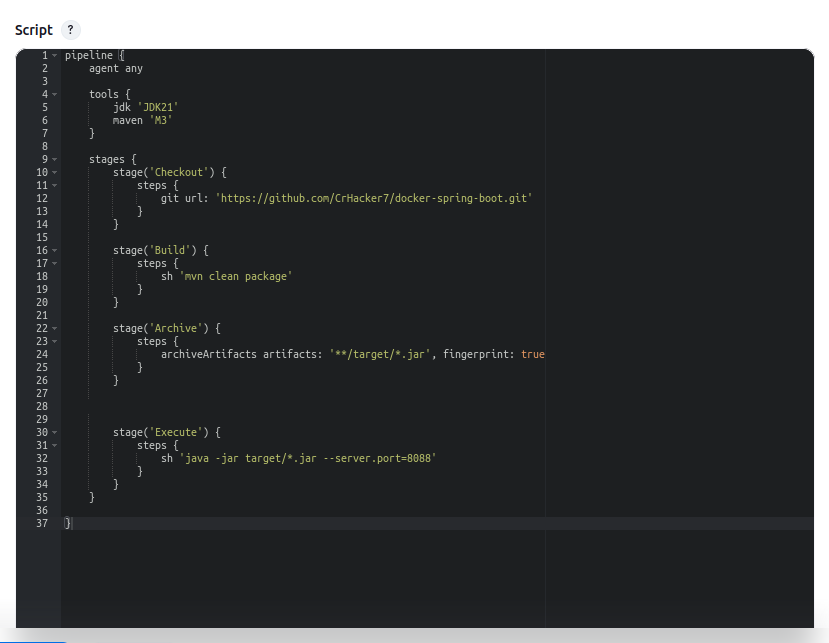 Script ?
1 pipeline {
2     agent any
3
4     tools {
5         jdk 'JDK21'
6         maven 'M3'
7     }
8
9     stages {
10         stage('Checkout') {
11             steps {
12                 git url: 'https://github.com/CrHacker7/docker-spring-boot.git'
13             }
14         }
15
16         stage('Build') {
17             steps {
18                 sh 'mvn clean package'
19             }
20         }
21
22         stage('Archive') {
23             steps {
24                 archiveArtifacts artifacts: '**/target/*.jar', fingerprint: true
25             }
26         }
27
28
29
30         stage('Execute') {
31             steps {
32                 sh 'java -jar target/*.jar --server.port=8088'
33             }
34         }
35     }
36
37 }